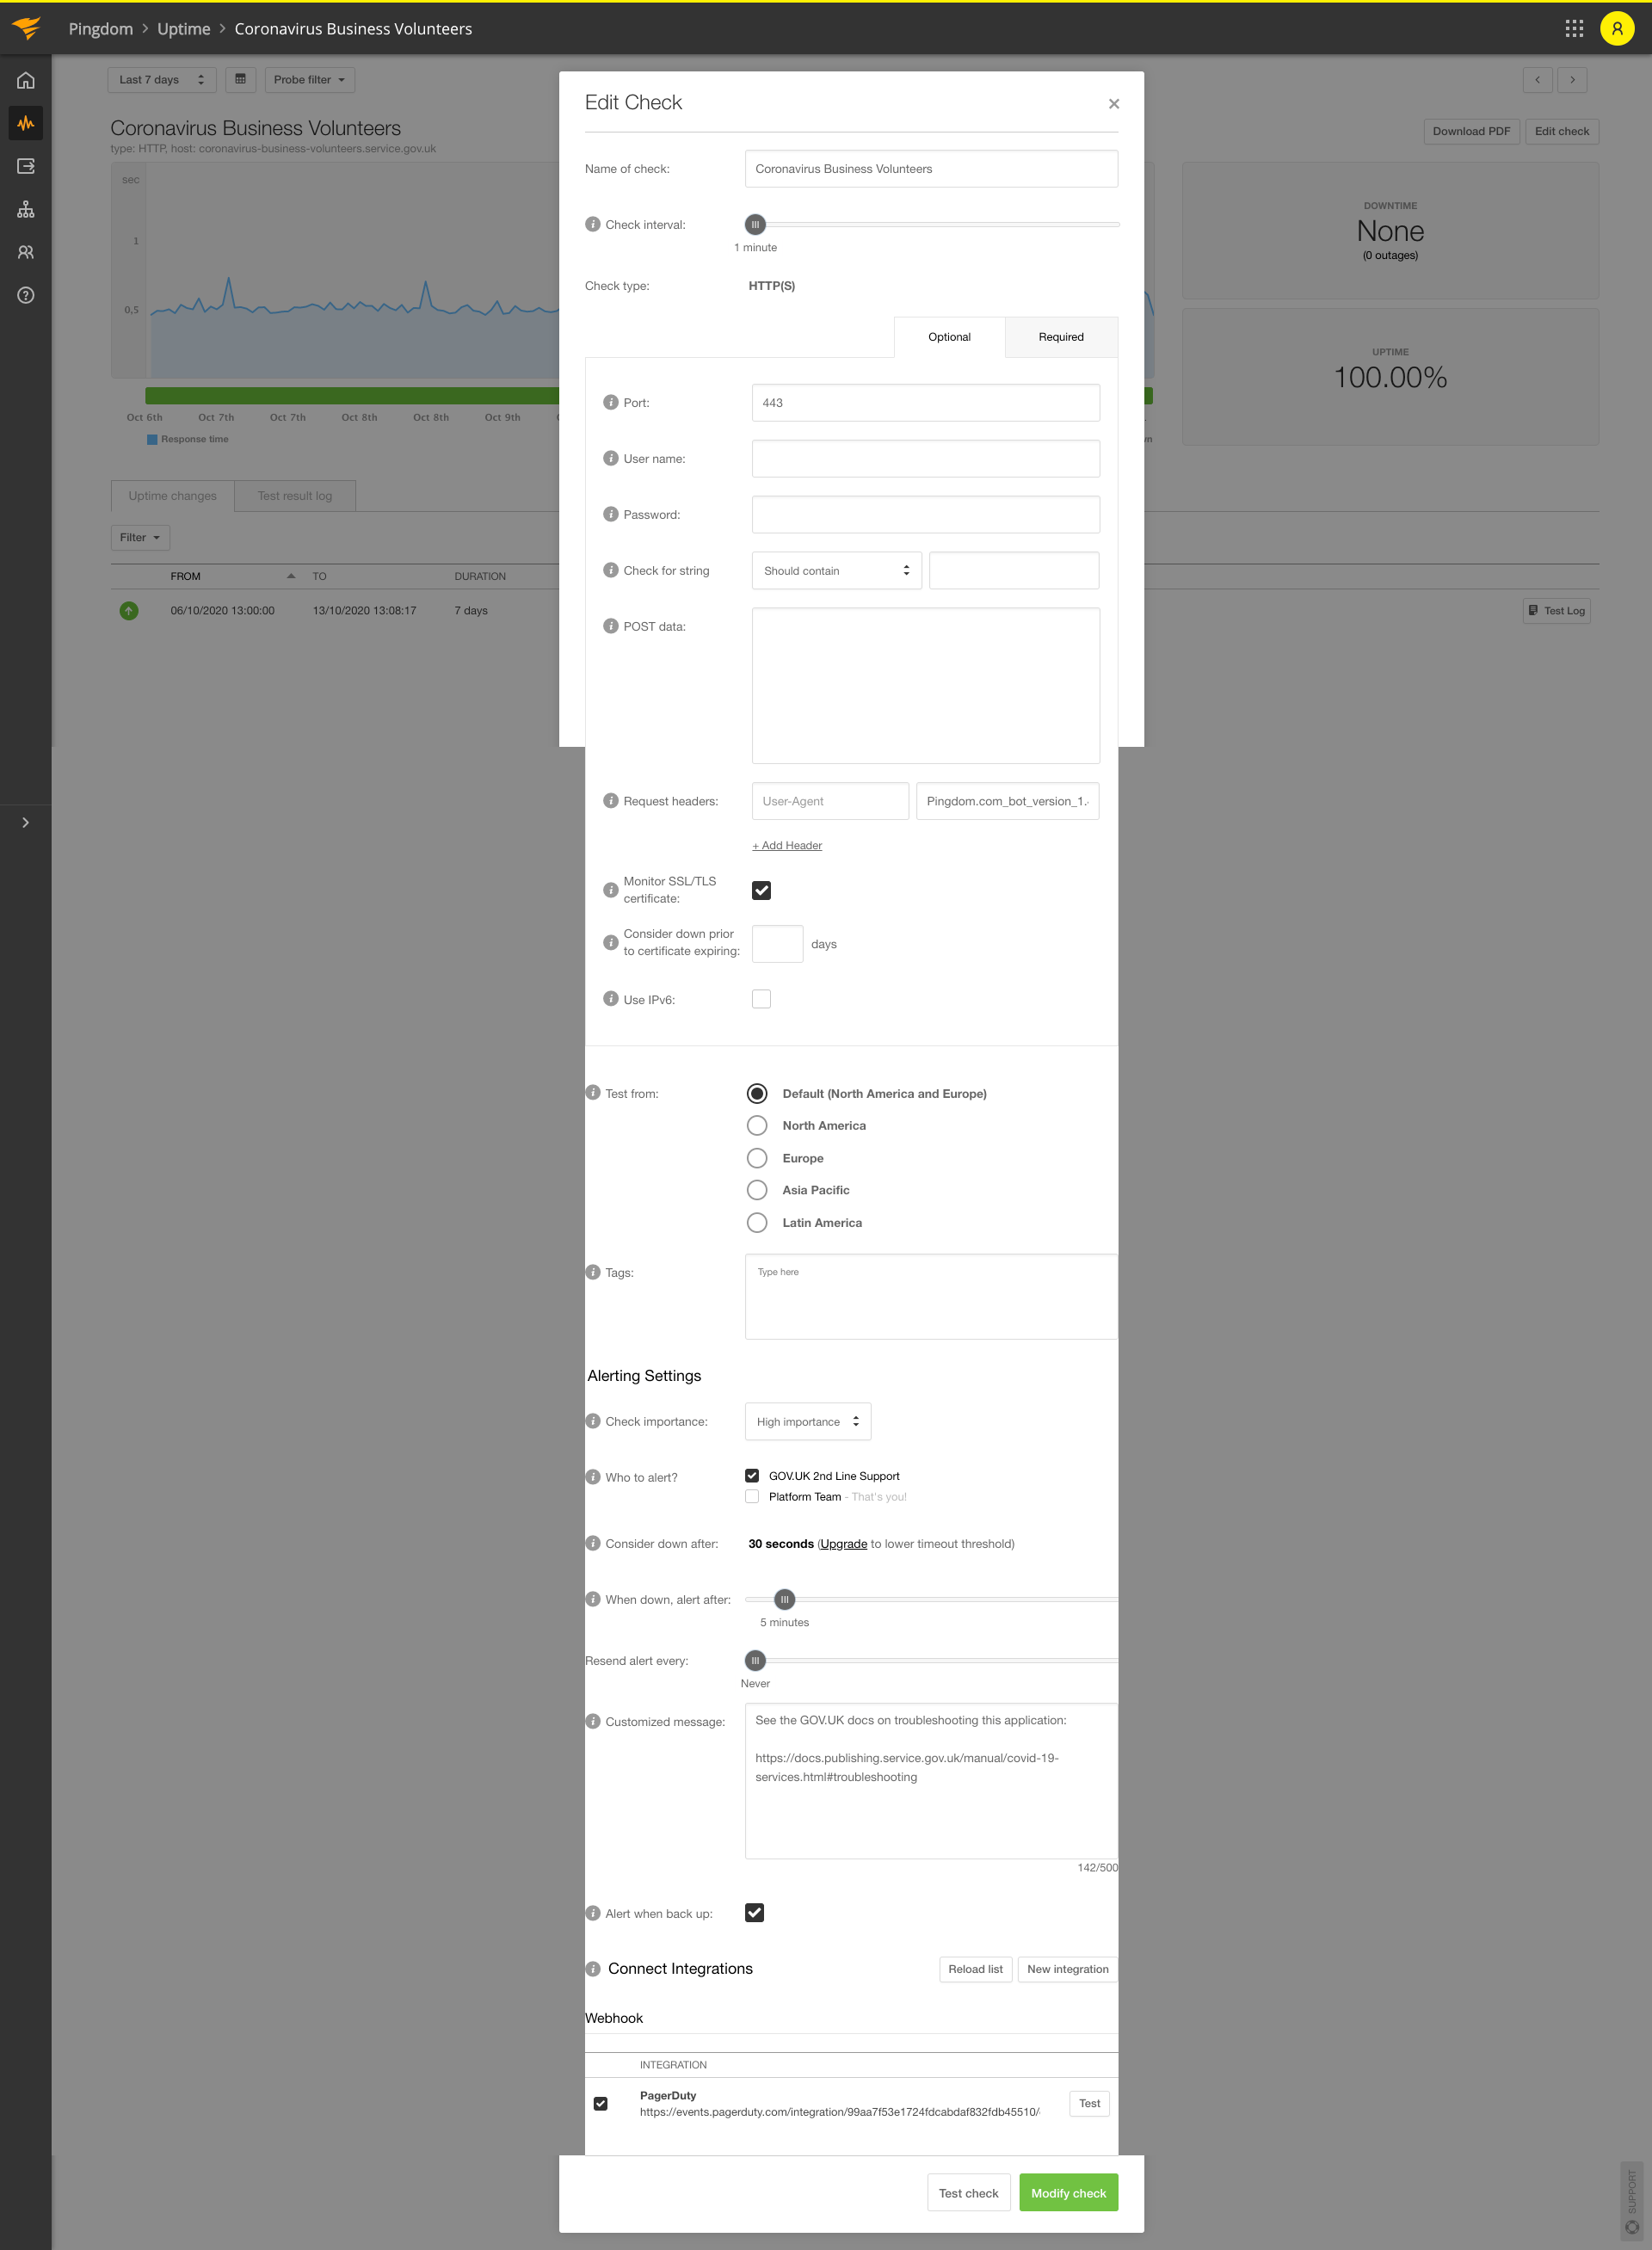 Pingdom > Uptime > Coronavirus Business Volunteers
Last 7 days
Probe filter
Coronavirus Business Volunteers
type: HTTP, host: coronavirus-business-volunteers.service.gov.uk
Download PDF
Edit check
sec
1
0,5
Oct 6th
Oct 7th
Oct 7th
Oct 8th
Oct 8th
Oct 9th
Response time
DOWNTIME
None
(0 outages)
UPTIME
100.00%
Uptime changes
Test result log
Filter
FROM
TO
DURATION
06/10/2020 13:00:00
13/10/2020 13:08:17
7 days
Test Log
Edit Check
Name of check:
Coronavirus Business Volunteers
Check interval:
1 minute
Check type:
HTTP(S)
Optional
Required
Port:
443
User name:
Password:
Check for string
Should contain
POST data:
Request headers:
User-Agent
Pingdom.com_bot_version_1.
+ Add Header
Monitor SSL/TLS
certificate:
Consider down prior
to certificate expiring:
days
Use IPv6:
Test from:
Default (North America and Europe)
North America
Europe
Asia Pacific
Latin America
Tags:
Type here
Alerting Settings
Check importance:
High importance
Who to alert?
GOV.UK 2nd Line Support
Platform Team - That's you!
Consider down after:
30 seconds (Upgrade to lower timeout threshold)
When down, alert after:
5 minutes
Resend alert every:
Never
Customized message:
See the GOV.UK docs on troubleshooting this application:
https://docs.publishing.service.gov.uk/manual/covid-19-
services.html#troubleshooting
142/500
Alert when back up:
Connect Integrations
Reload list
New integration
Webhook
INTEGRATION
PagerDuty
https://events.pagerduty.com/integration/99aa7f53e1724fdcabdaf832fdb45510/
Test
Test check
Modify check
SUPPORT